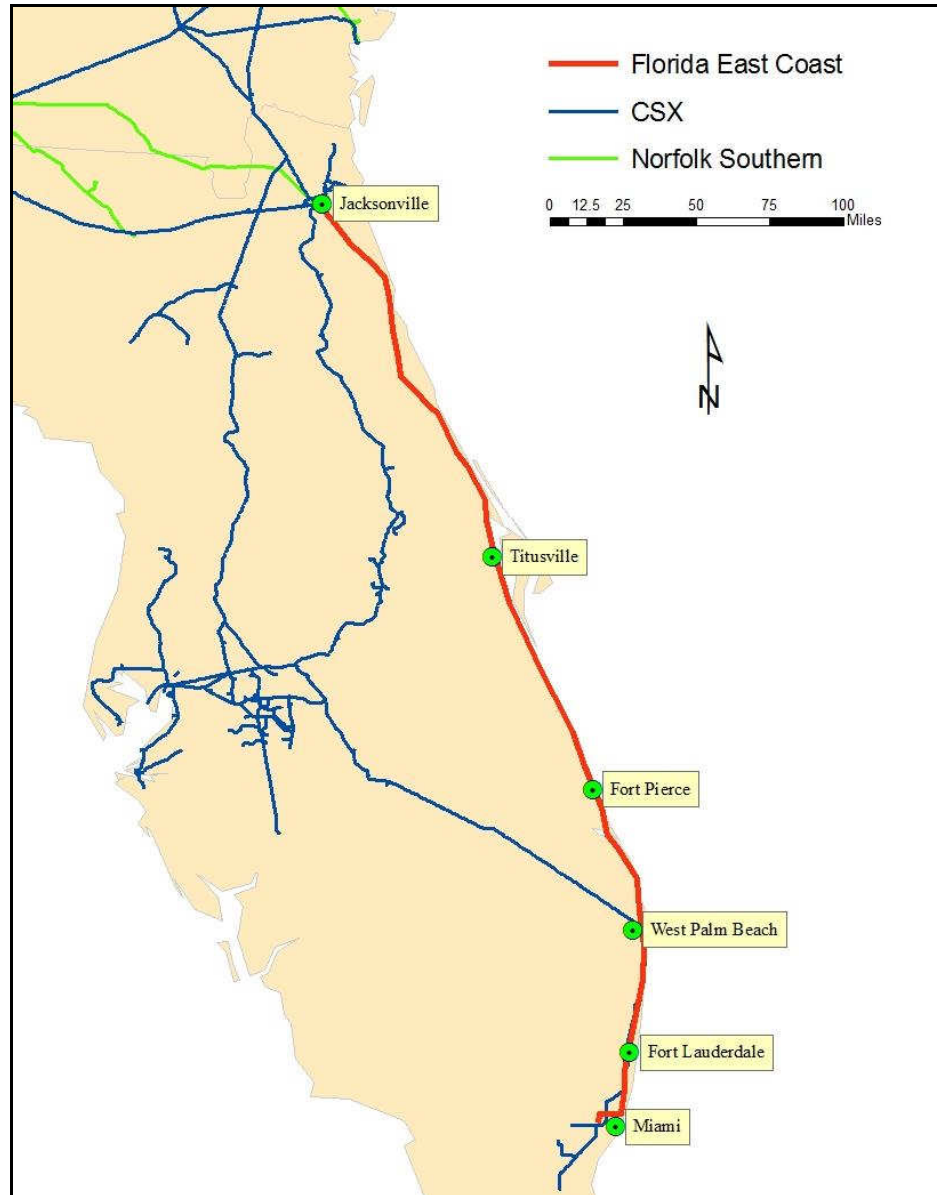 Florida East Coast
CSX
Norfolk Southern
0 12.5 25 50 75 100
Miles
N
Jacksonville
Titusville
Fort Pierce
West Palm Beach
Fort Lauderdale
Miami